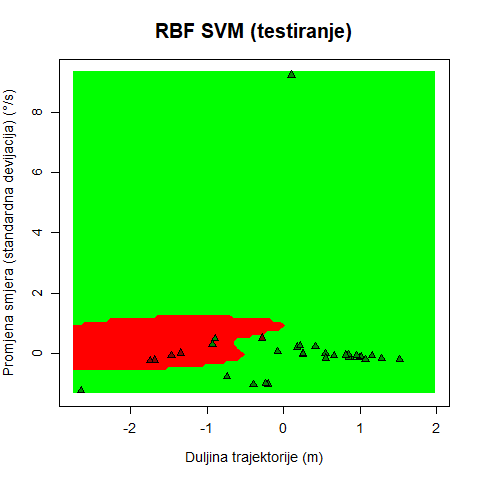 RBF SVM (testiranje)
Promjena smjera (standardna devijacija) (°/s)
8
6
4
2
0
-2 -1 0 1 2
Duljina trajektorije (m)